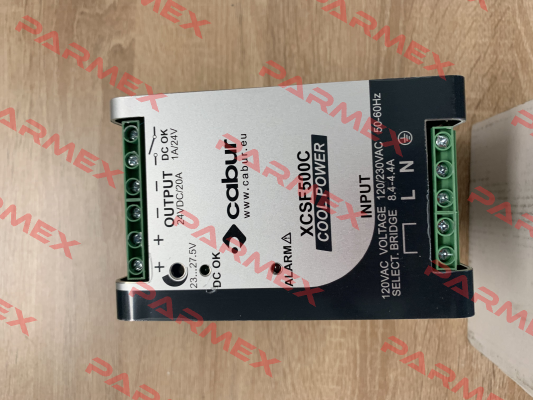 DC OK
1A/24V
OUTPUT
24VDC/20A
+ + − −
23...27.5V
DC OK
cabur
www.cabur.eu
XCSF500C
COOLPOWER
ALARM
INPUT
L N
120/230VAC 50-60Hz
8,4-4,4A
120VAC VOLTAGE
SELECT. BRIDGE
PARMEX
PARMEX
PARMEX
PARMEX
PARMEX
PARMEX
PARMEX